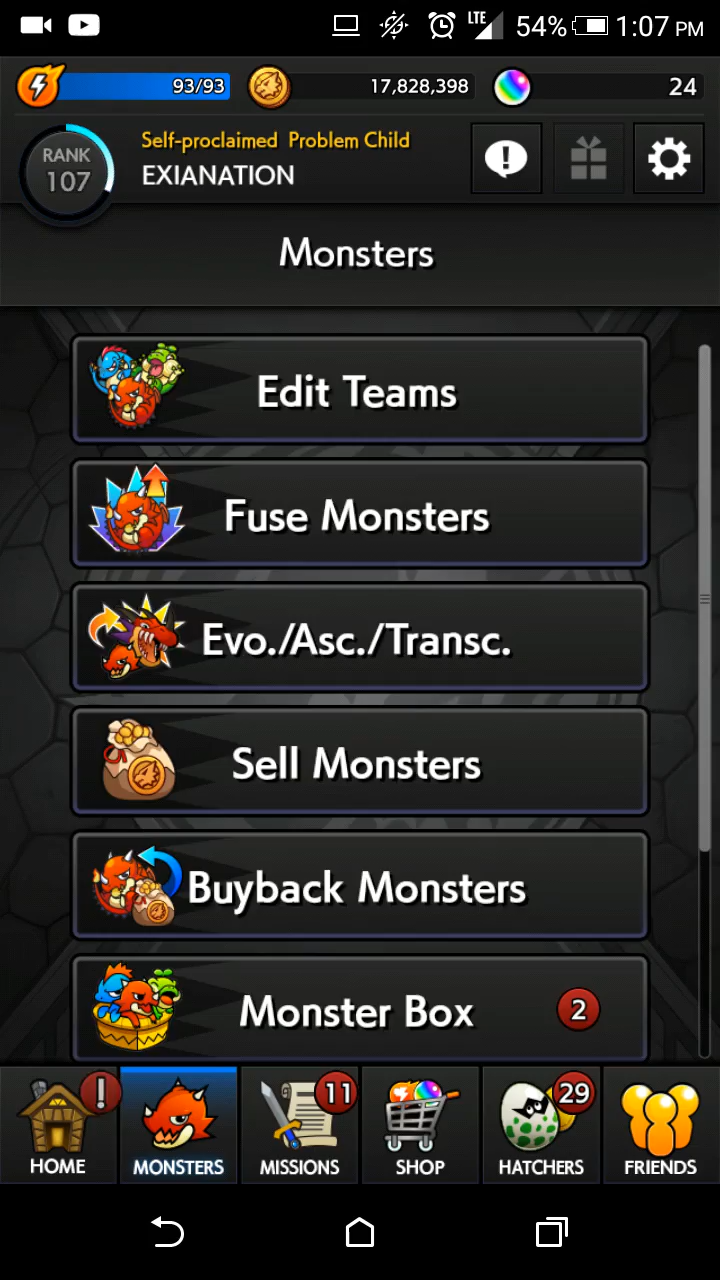 LTE 54% 1:07 PM
93/93 17,828,398 24
RANK
107
Self-proclaimed Problem Child
EXIANATION
!
Monsters
Edit Teams
Fuse Monsters
Evo./Asc./Transc.
Sell Monsters
Buyback Monsters
Monster Box 2
! 11 29
HOME MONSTERS MISSIONS SHOP HATCHERS FRIENDS